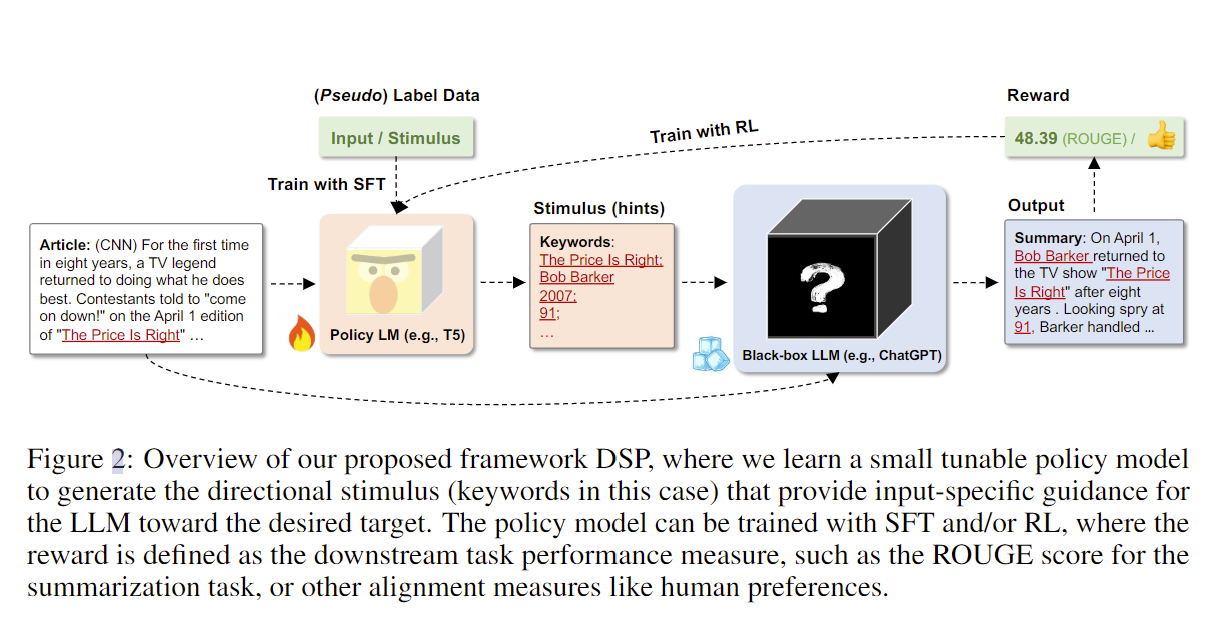 (Pseudo) Label Data
Input / Stimulus
Train with SFT
Train with RL
Reward
48.39 (ROUGE) /
Article: (CNN) For the first time
in eight years, a TV legend
returned to doing what he does
best. Contestants told to "come
on down!" on the April 1 edition
of "The Price Is Right" ...
Policy LM (e.g., T5)
Stimulus (hints)
Keywords:
The Price Is Right;
Bob Barker
2007;
91;
...
?
Black-box LLM (e.g., ChatGPT)
Output
Summary: On April 1,
Bob Barker returned to
the TV show "The Price
Is Right" after eight
years . Looking spry at
91, Barker handled ...
Figure 2: Overview of our proposed framework DSP, where we learn a small tunable policy model
to generate the directional stimulus (keywords in this case) that provide input-specific guidance for
the LLM toward the desired target. The policy model can be trained with SFT and/or RL, where the
reward is defined as the downstream task performance measure, such as the ROUGE score for the
summarization task, or other alignment measures like human preferences.